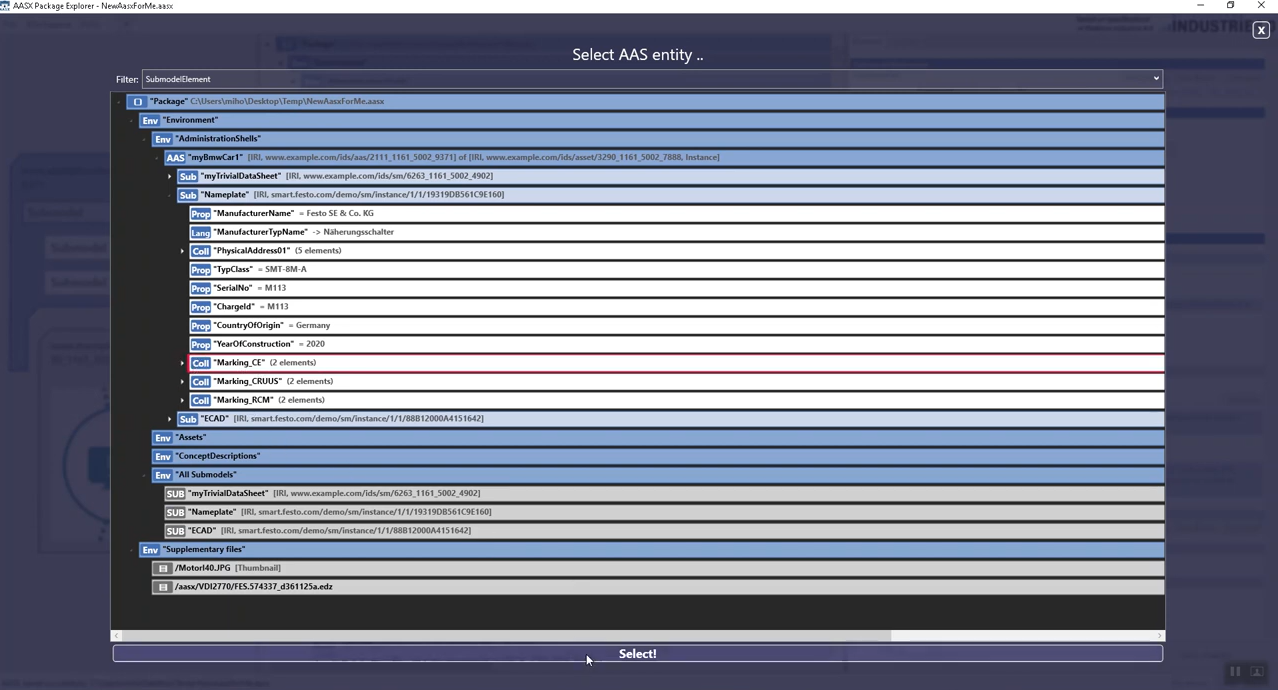 AASX Package Explorer - NewAasxForMe.aasx
INDUSTRIE
X
Select AAS entity ..
Filter: SubmodelElement
"Package" C:\Users\miho\Desktop\Temp\NewAasxForMe.aasx
Env "Environment"
Env "AdministrationShells"
AAS "myBmwCar1" [IRI, www.example.com/ids/aas/2111_1161_5002_9371] of [IRI, www.example.com/ids/asset/3290_1161_5002_7888, Instance]
Sub "myTrivialDataSheet" [IRI, www.example.com/ids/sm/6263_1161_5002_4902]
Sub "Nameplate" [IRI, smart.festo.com/demo/sm/instance/1/1/19319DB561C9E160]
Prop "ManufacturerName" = Festo SE & Co. KG
Lang "ManufacturerTypName" -> Näherungsschalter
Coll "PhysicalAddress01" (5 elements)
Prop "TypClass" = SMT-8M-A
Prop "SerialNo" = M113
Prop "ChargeId" = M113
Prop "CountryOfOrigin" = Germany
Prop "YearOfConstruction" = 2020
Coll "Marking_CE" (2 elements)
Coll "Marking_CRUUS" (2 elements)
Coll "Marking_RCM" (2 elements)
Sub "ECAD" [IRI, smart.festo.com/demo/sm/instance/1/1/88B12000A4151642]
Env "Assets"
Env "ConceptDescriptions"
Env "All Submodels"
SUB "myTrivialDataSheet" [IRI, www.example.com/ids/sm/6263_1161_5002_4902]
SUB "Nameplate" [IRI, smart.festo.com/demo/sm/instance/1/1/19319DB561C9E160]
SUB "ECAD" [IRI, smart.festo.com/demo/sm/instance/1/1/88B12000A4151642]
Env "Supplementary files"
/MotorI40.JPG [Thumbnail]
/aasx/VDI2770/FES.574337_d361125a.edz
Select!